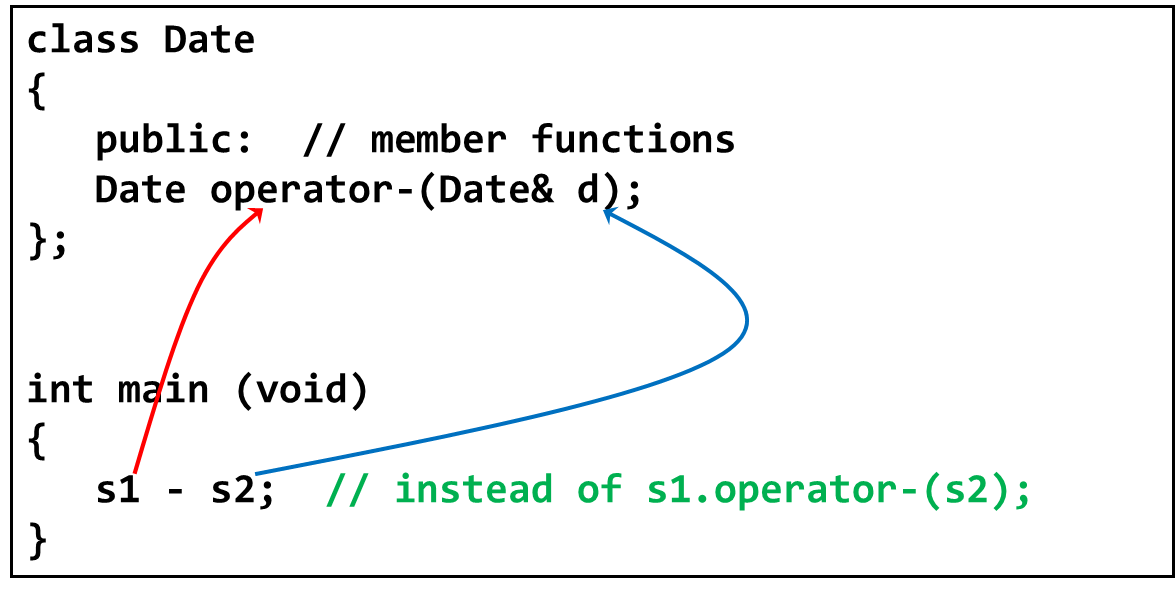 class Date
{
public:  // member functions
Date operator-(Date& d);
};
int main (void)
{
s1 - s2;  // instead of s1.operator-(s2);
}